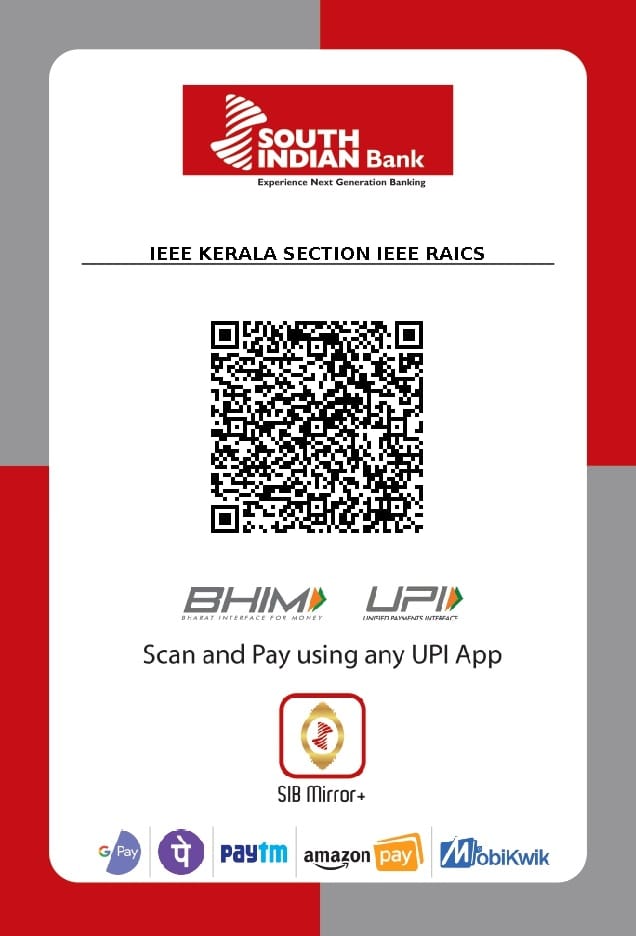 SOUTH
INDIAN Bank
Experience Next Generation Banking
IEEE KERALA SECTION IEEE RAICS
BHIM UPI
BHARAT INTERFACE FOR MONEY UNIFIED PAYMENTS INTERFACE
Scan and Pay using any UPI App
SIB Mirror+
G Pay पे paytm amazon pay MobiKwik